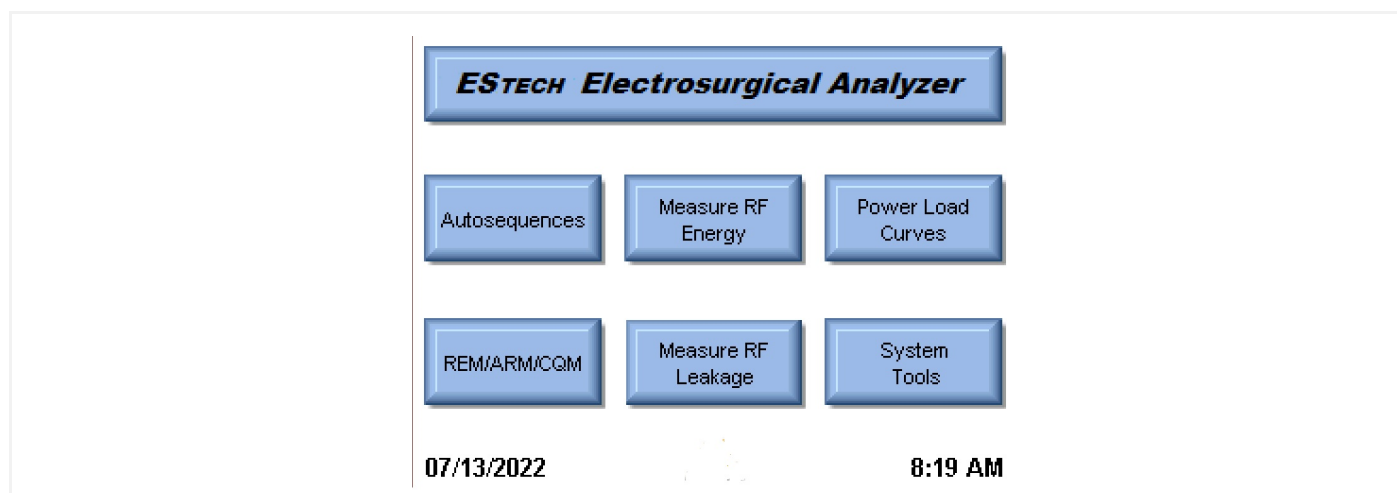 ESTECH Electrosurgical Analyzer
Autosequences
Measure RF
Energy
Power Load
Curves
REM/ARM/CQM
Measure RF
Leakage
System
Tools
07/13/2022
8:19 AM